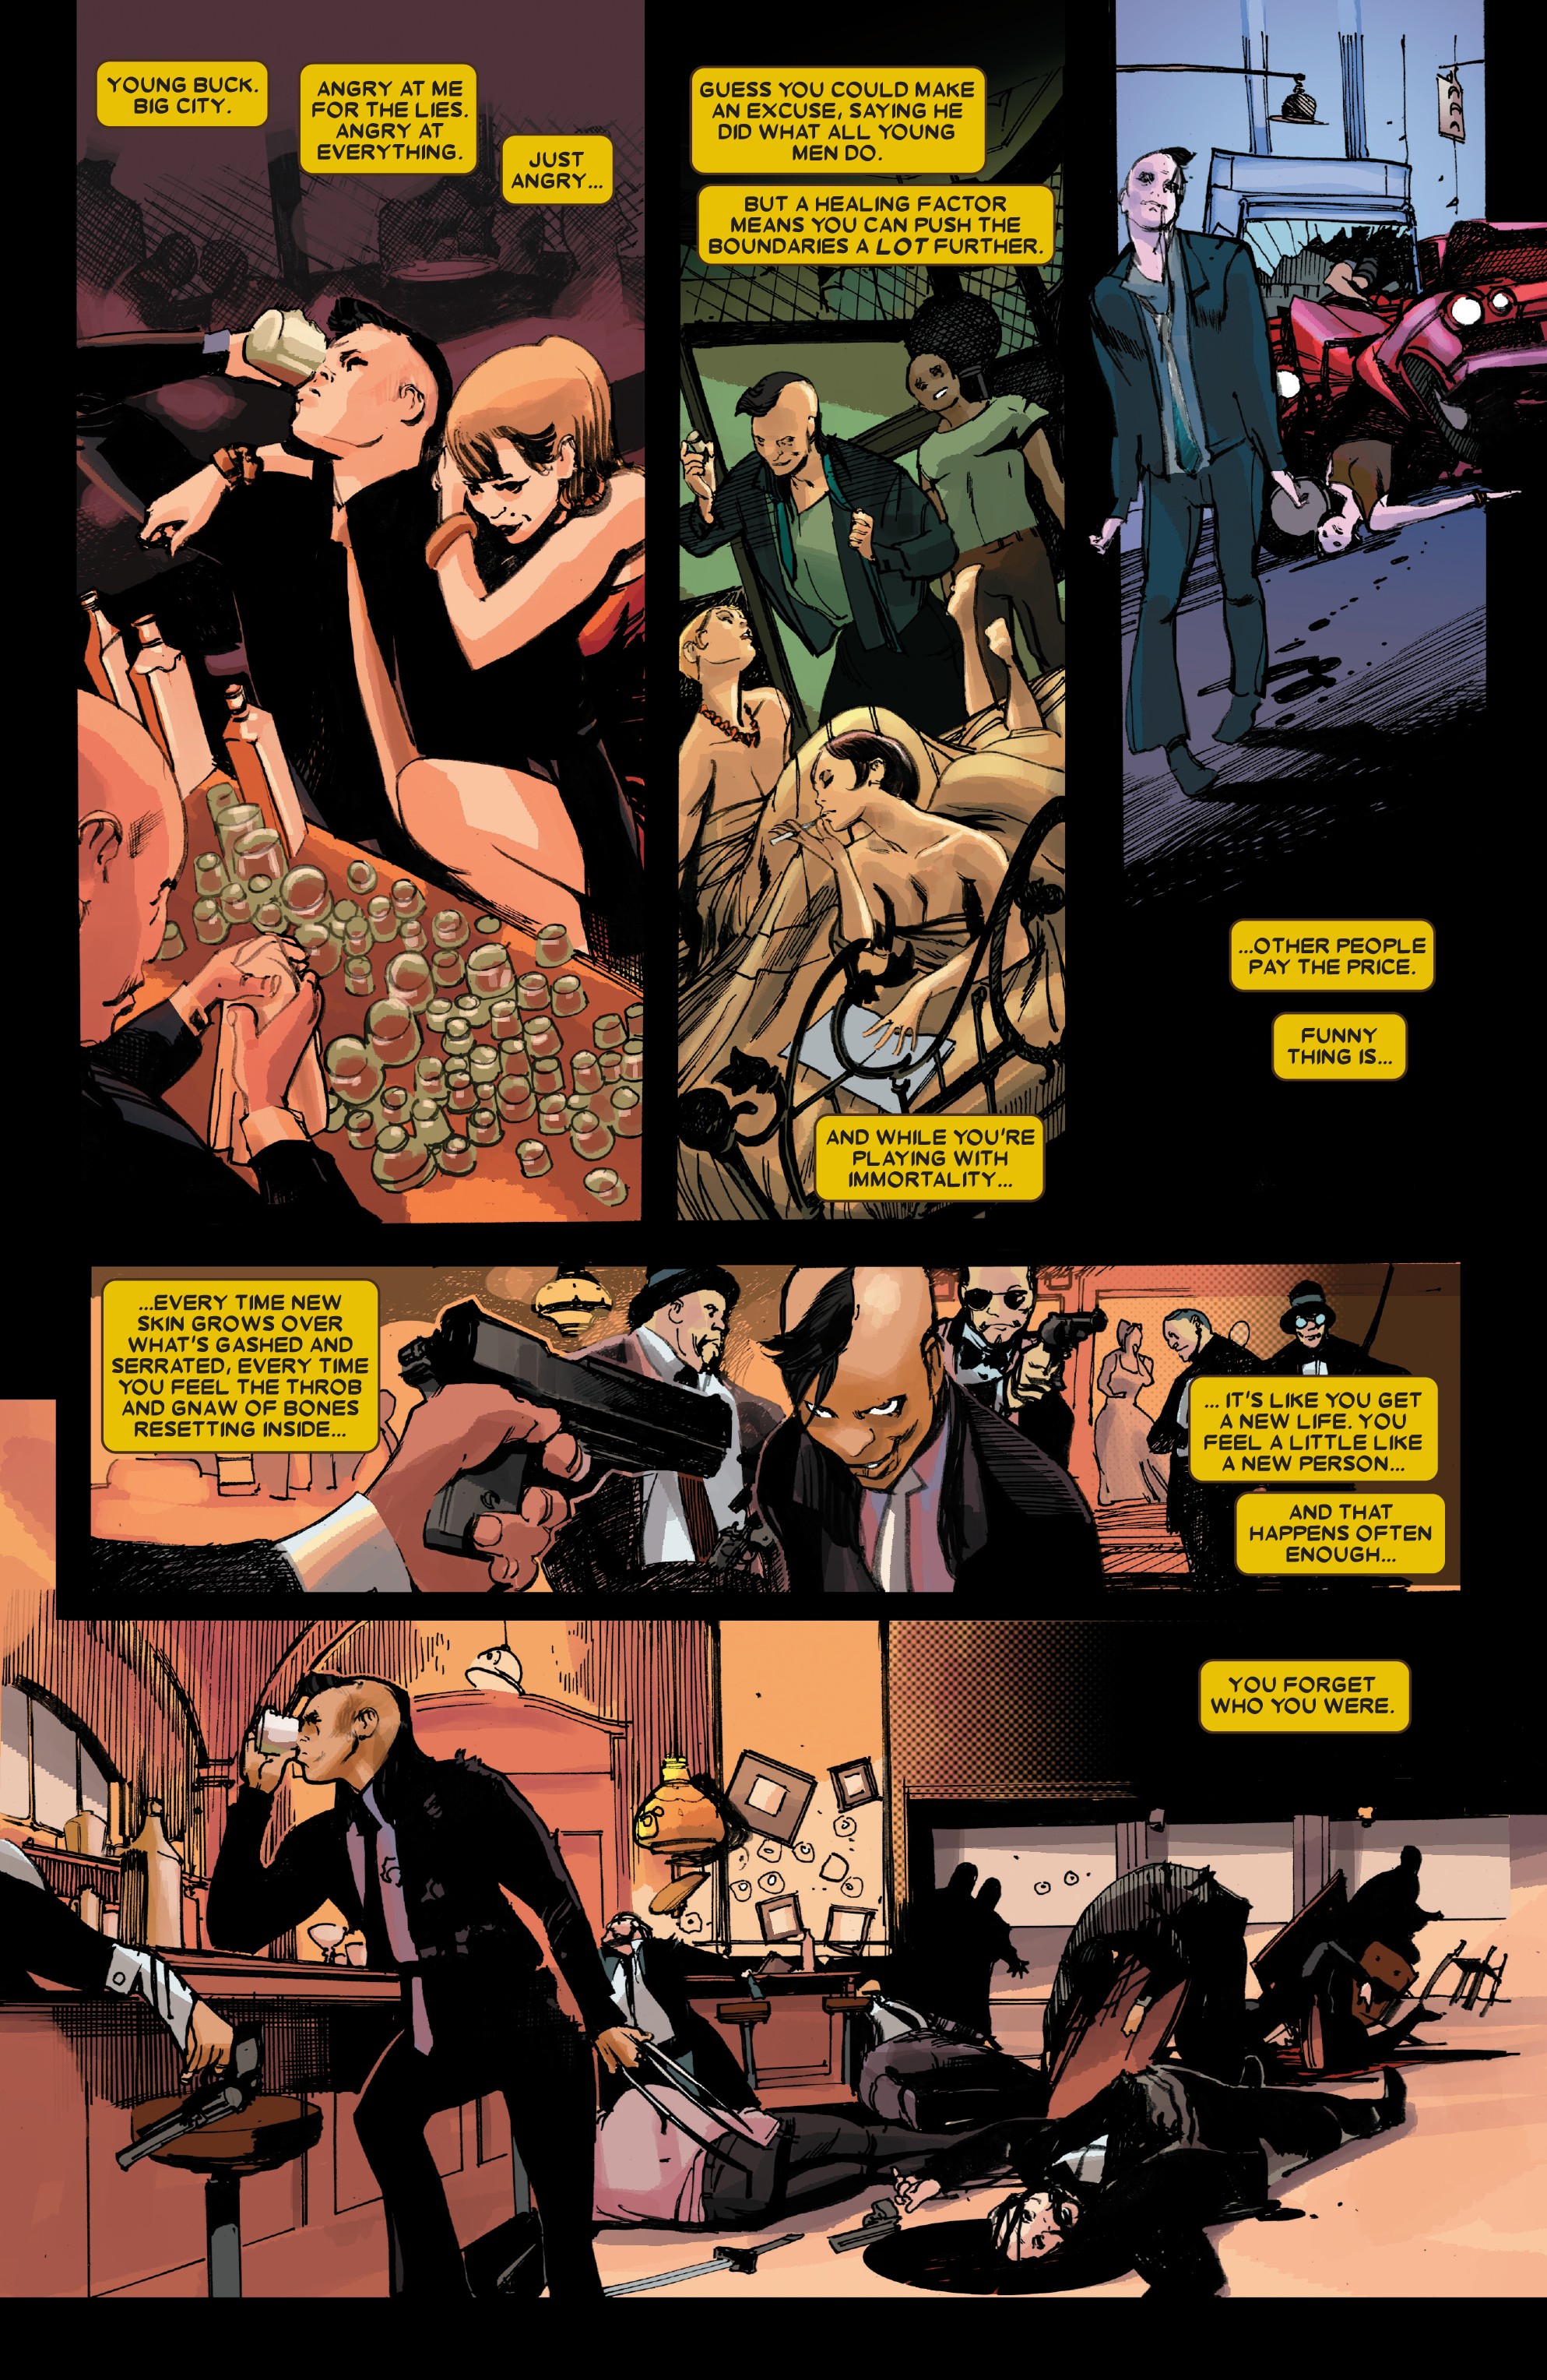 YOUNG BUCK.
BIG CITY.
ANGRY AT ME
FOR THE LIES.
ANGRY AT
EVERYTHING.
JUST
ANGRY...
GUESS YOU COULD MAKE
AN EXCUSE, SAYING HE
DID WHAT ALL YOUNG
MEN DO.
BUT A HEALING FACTOR
MEANS YOU CAN PUSH THE
BOUNDARIES A LOT FURTHER.
AND WHILE YOU'RE
PLAYING WITH
IMMORTALITY...
...OTHER PEOPLE
PAY THE PRICE.
FUNNY
THING IS...
...EVERY TIME NEW
SKIN GROWS OVER
WHAT'S GASHED AND
SERRATED, EVERY TIME
YOU FEEL THE THROB
AND GNAW OF BONES
RESETTING INSIDE...
... IT'S LIKE YOU GET
A NEW LIFE. YOU
FEEL A LITTLE LIKE
A NEW PERSON...
AND THAT
HAPPENS OFTEN
ENOUGH...
YOU FORGET
WHO YOU WERE.